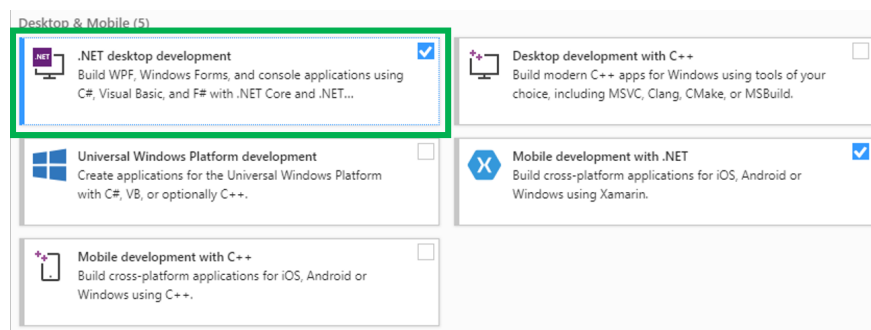 Desktop & Mobile (5)
.NET
.NET desktop development
Build WPF, Windows Forms, and console applications using
C#, Visual Basic, and F# with .NET Core and .NET...
Desktop development with C++
Build modern C++ apps for Windows using tools of your
choice, including MSVC, Clang, CMake, or MSBuild.
Universal Windows Platform development
Create applications for the Universal Windows Platform
with C#, VB, or optionally C++.
Mobile development with .NET
Build cross-platform applications for iOS, Android or
Windows using Xamarin.
Mobile development with C++
Build cross-platform applications for iOS, Android or
Windows using C++.